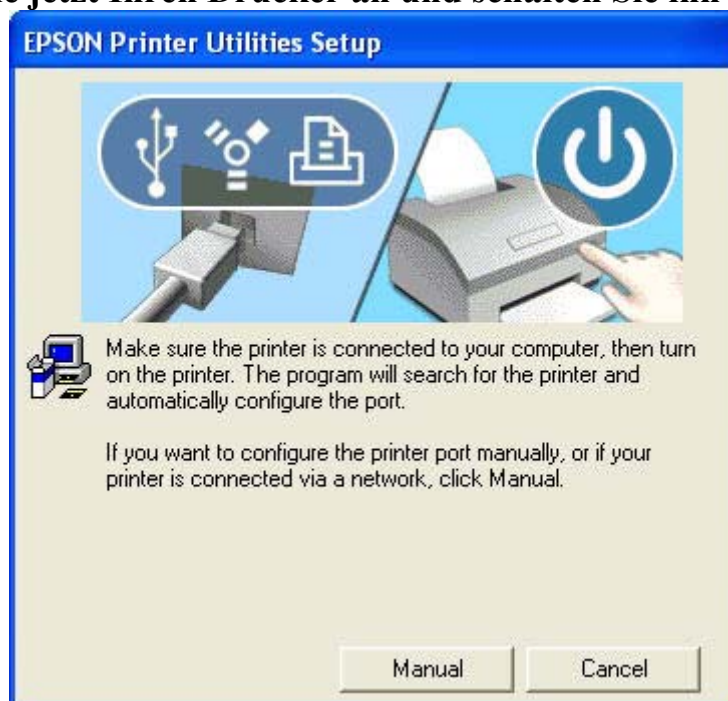 jetzt Ihren Drucker an und schalten Sie
EPSON Printer Utilities Setup
Make sure the printer is connected to your computer, then turn
on the printer. The program will search for the printer and
automatically configure the port.
If you want to configure the printer port manually, or if your
printer is connected via a network, click Manual.
Manual
Cancel